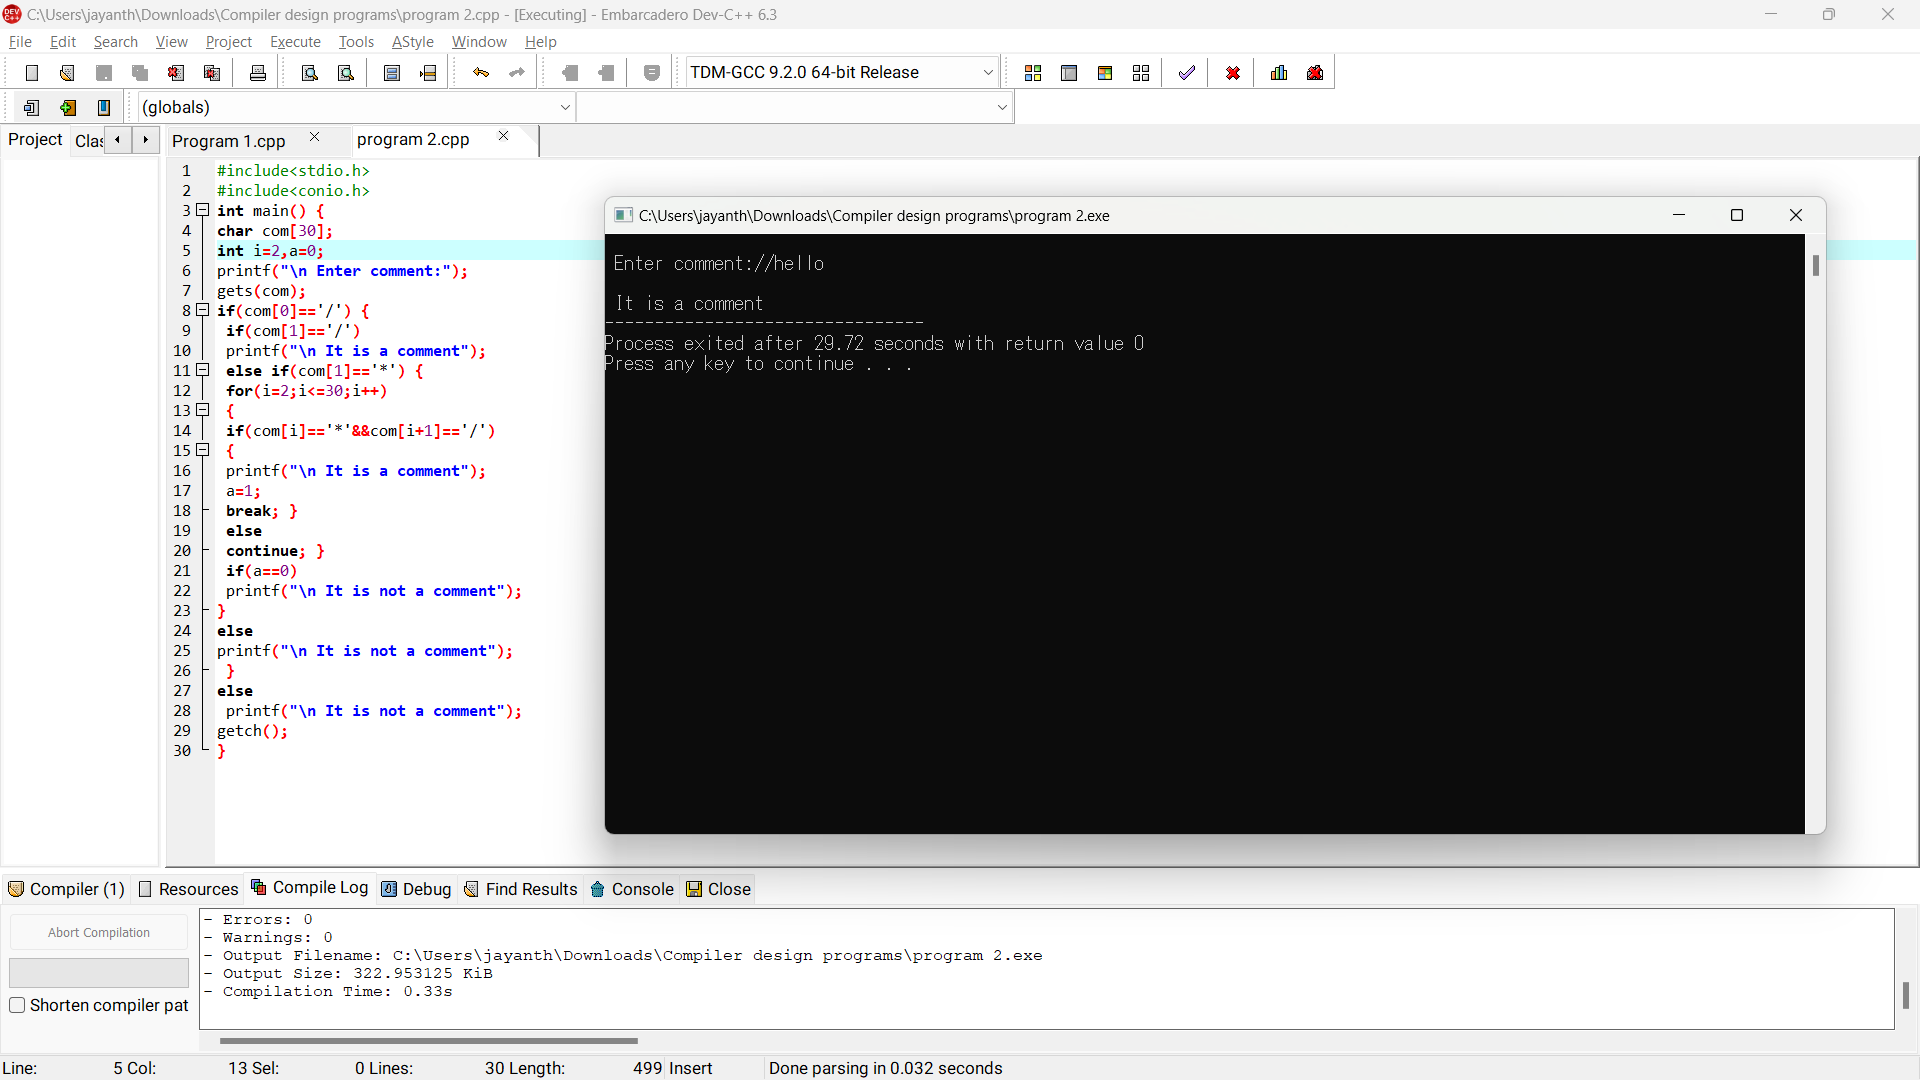 C:\Users\jayanth\Downloads\Compiler design programs\program 2.cpp - [Executing] - Embarcadero Dev-C++ 6.3
File Edit Search View Project Execute Tools AStyle Window Help
TDM-GCC 9.2.0 64-bit Release
(globals)
Project Clas Program 1.cpp program 2.cpp
1 #include<stdio.h>
2 #include<conio.h>
3 int main() {
4 char com[30];
5 int i=2,a=0;
6 printf("\n Enter comment:");
7 gets(com);
8 if(com[0]=='/') {
9 if(com[1]=='/')
10 printf("\n It is a comment");
11 else if(com[1]=='*') {
12 for(i=2;i<=30;i++)
13 {
14 if(com[i]=='*'&&com[i+1]=='/')
15 {
16 printf("\n It is a comment");
17 a=1;
18 break; }
19 else
20 continue; }
21 if(a==0)
22 printf("\n It is not a comment");
23 }
24 else
25 printf("\n It is not a comment");
26 }
27 else
28 printf("\n It is not a comment");
29 getch();
30 }
C:\Users\jayanth\Downloads\Compiler design programs\program 2.exe
Enter comment://hello
It is a comment
--------------------------------
Process exited after 29.72 seconds with return value 0
Press any key to continue . . .
Compiler (1) Resources Compile Log Debug Find Results Console Close
Abort Compilation
Shorten compiler pat
- Errors: 0
- Warnings: 0
- Output Filename: C:\Users\jayanth\Downloads\Compiler design programs\program 2.exe
- Output Size: 322.953125 KiB
- Compilation Time: 0.33s
Line: 5 Col: 13 Sel: 0 Lines: 30 Length: 499 Insert Done parsing in 0.032 seconds